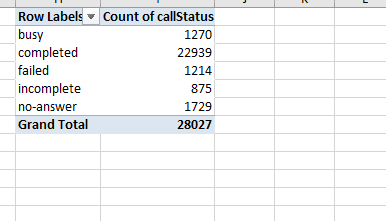 Row Labels Count of callStatus
busy 1270
completed 22939
failed 1214
incomplete 875
no-answer 1729
Grand Total 28027